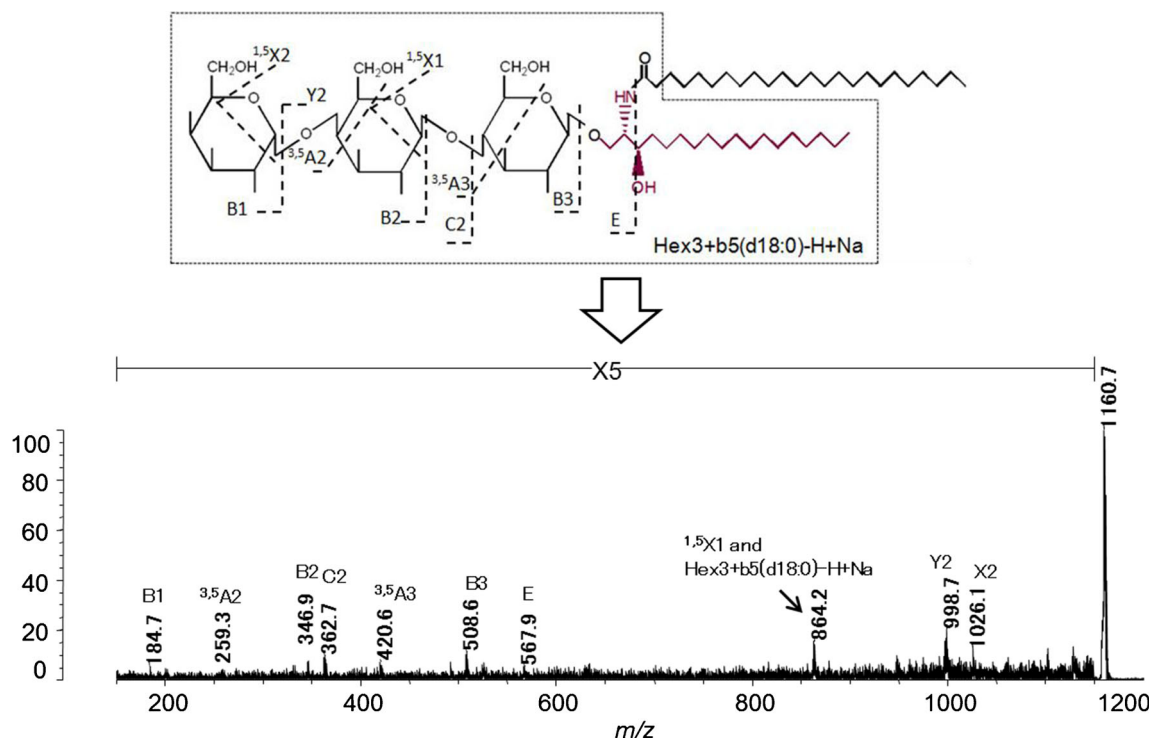 1,5X2
CH2OH
CH2OH
1,5X1
CH2OH
O
HN
Y2
O
O
O
O
O
O
3,5A2
3,5A3
OH
B1
B2
C2
B3
E
Hex3+b5(d18:0)-H+Na
X5
1160.7
100
80
60
40
20
0
B1
184.7
3,5A2
259.3
B2
346.9
C2
362.7
3,5A3
420.6
B3
508.6
E
567.9
1,5X1 and
Hex3+b5(d18:0)-H+Na
864.2
Y2
998.7
X2
1026.1
200 400 600 800 1000 1200
m/z